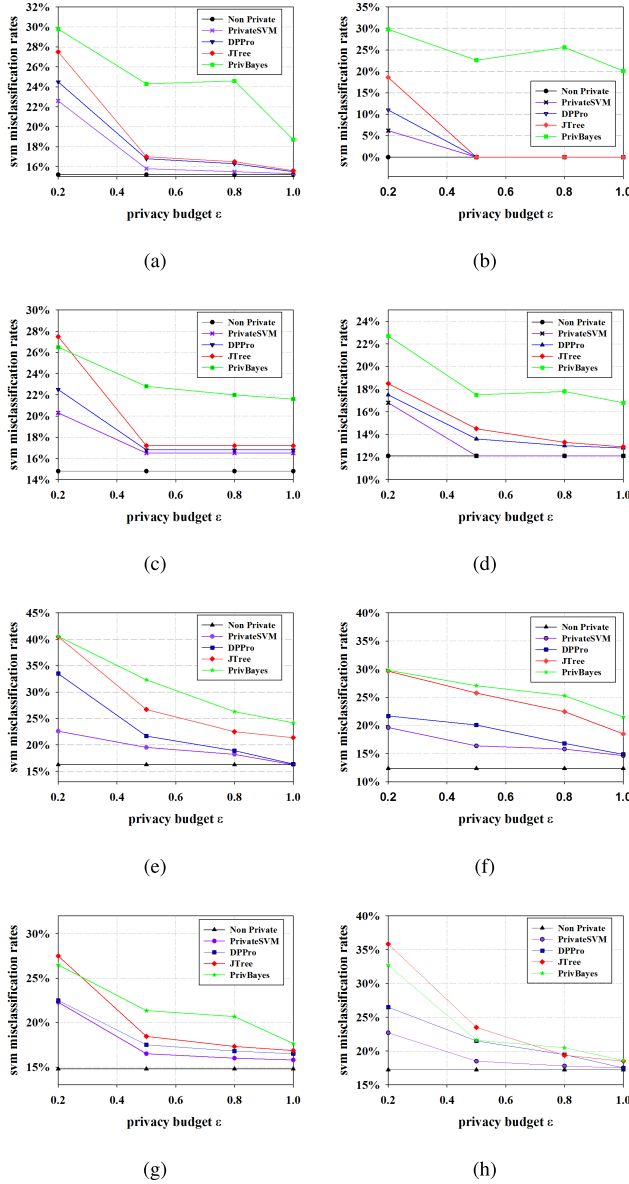 32%
30%
28%
26%
24%
22%
20%
18%
16%
svm misclassification rates
0.2 0.4 0.6 0.8 1.0
privacy budget ε
Non Private
PrivateSVM
DPPro
JTree
PrivBayes
(a)
35%
30%
25%
20%
15%
10%
5%
0%
svm misclassification rates
0.2 0.4 0.6 0.8 1.0
privacy budget ε
Non Private
PrivateSVM
DPPro
JTree
PrivBayes
(b)
30%
28%
26%
24%
22%
20%
18%
16%
14%
svm misclassification rates
0.2 0.4 0.6 0.8 1.0
privacy budget ε
Non Private
PrivateSVM
DPPro
JTree
PrivBayes
(c)
24%
22%
20%
18%
16%
14%
12%
10%
svm misclassification rates
0.2 0.4 0.6 0.8 1.0
privacy budget ε
Non Private
PrivateSVM
DPPro
JTree
PrivBayes
(d)
45%
40%
35%
30%
25%
20%
15%
svm misclassification rates
0.2 0.4 0.6 0.8 1.0
privacy budget ε
Non Private
PrivateSVM
DPPro
JTree
PrivBayes
(e)
40%
35%
30%
25%
20%
15%
10%
svm misclassification rates
0.2 0.4 0.6 0.8 1.0
privacy budget ε
Non Private
PrivateSVM
DPPro
JTree
PrivBayes
(f)
30%
25%
20%
15%
svm misclassification rates
0.2 0.4 0.6 0.8 1.0
privacy budget ε
Non Private
PrivateSVM
DPPro
JTree
PrivBayes
(g)
40%
35%
30%
25%
20%
15%
svm misclassification rates
0.2 0.4 0.6 0.8 1.0
privacy budget ε
Non Private
PrivateSVM
DPPro
JTree
PrivBayes
(h)